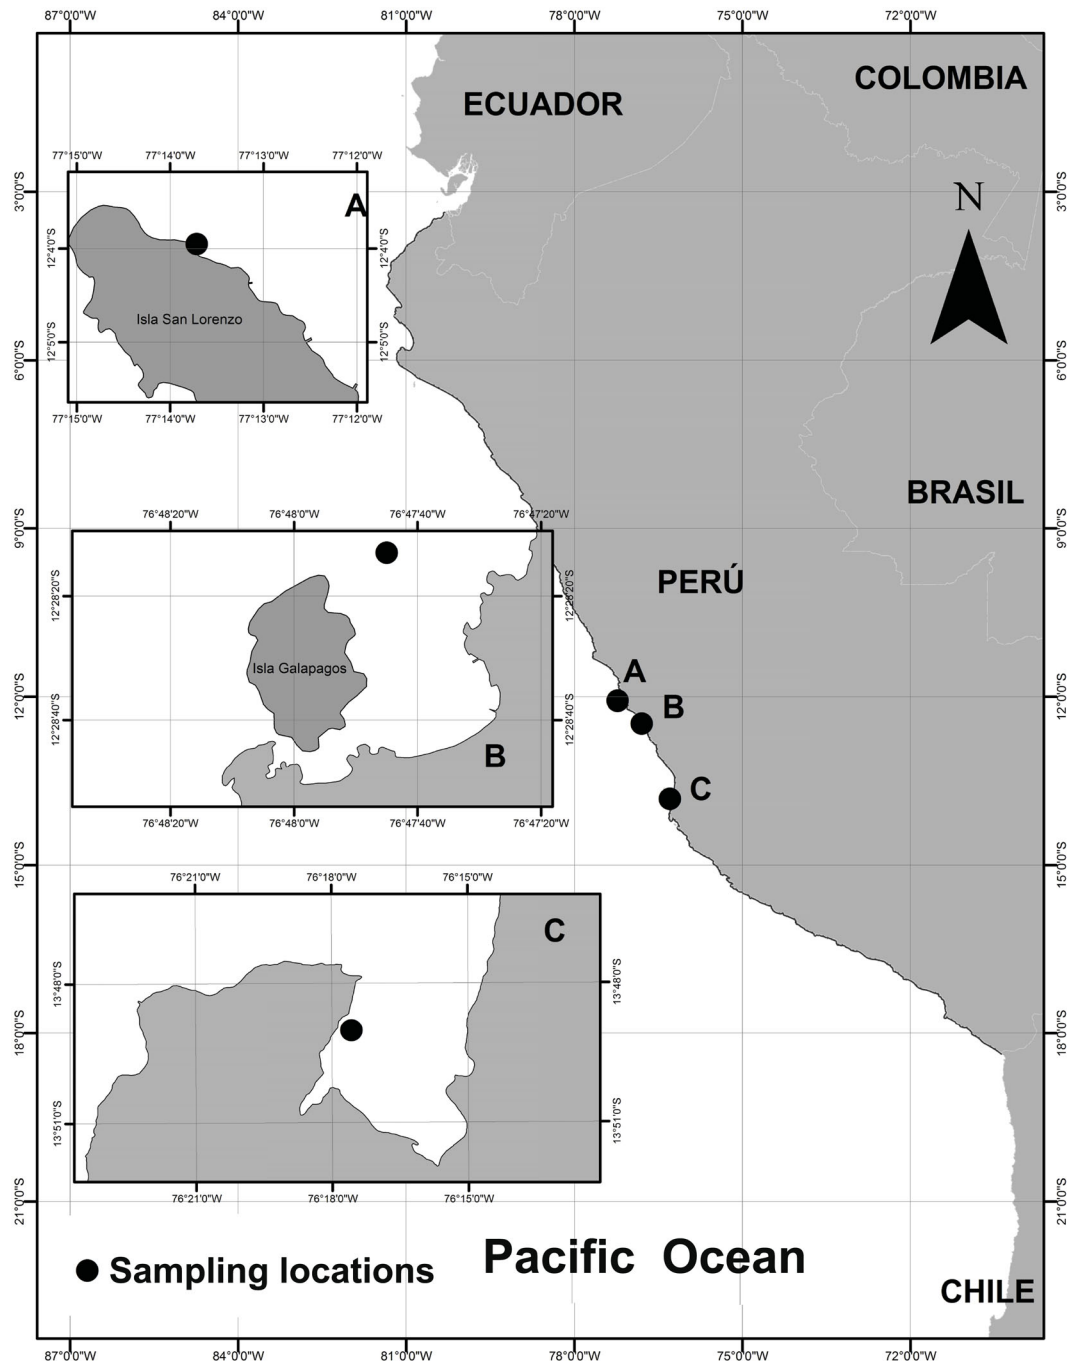 87°0'0"W 84°0'0"W 81°0'0"W 78°0'0"W 75°0'0"W 72°0'0"W
COLOMBIA
ECUADOR
3°0'0"S 3°0'0"S
N
77°15'0"W 77°14'0"W 77°13'0"W 77°12'0"W
A
12°4'0"S 12°4'0"S
Isla San Lorenzo
12°5'0"S 12°5'0"S
77°15'0"W 77°14'0"W 77°13'0"W 77°12'0"W
6°0'0"S 6°0'0"S
BRASIL
9°0'0"S 9°0'0"S
76°48'20"W 76°48'0"W 76°47'40"W 76°47'20"W
12°28'20"S 12°28'20"S
Isla Galapagos
12°28'40"S 12°28'40"S
B
76°48'20"W 76°48'0"W 76°47'40"W 76°47'20"W
PERÚ
A
12°0'0"S 12°0'0"S
B
C
15°0'0"S 15°0'0"S
76°21'0"W 76°18'0"W 76°15'0"W
C
13°48'0"S 13°48'0"S
13°51'0"S 13°51'0"S
76°21'0"W 76°18'0"W 76°15'0"W
18°0'0"S 18°0'0"S
21°0'0"S 21°0'0"S
Pacific Ocean
Sampling locations
CHILE
87°0'0"W 84°0'0"W 81°0'0"W 78°0'0"W 75°0'0"W 72°0'0"W